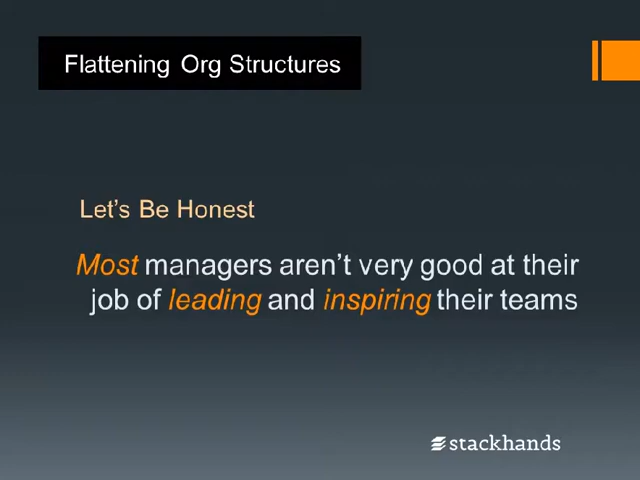 Flattening Org Structures
Let's Be Honest
Most managers aren't very good at their
job of leading and inspiring their teams
stackhands